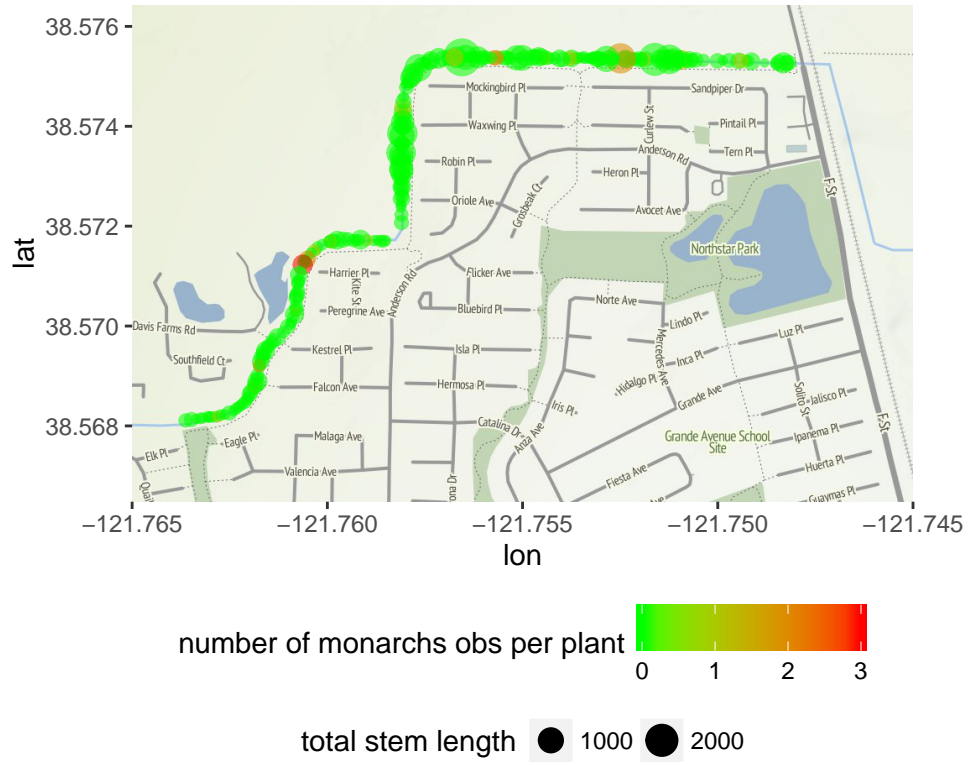 38.576
38.574
38.572
38.570
38.568
lat
Mockingbird Pl
Sandpiper Dr
Waxwing Pl
Curlew St
Pintail Pl
Anderson Rd
Tern Pl
Robin Pl
Heron Pl
Grosbeak Ct
Oriole Ave
Avocet Ave
F St
Northstar Park
Harrier Pl
Kite St
Anderson Rd
Flicker Ave
Peregrine Ave
Bluebird Pl
Norte Ave
Lindo Pl
Luz Pl
Davis Farms Rd
Mercedes Ave
Southfield Ct
Kestrel Pl
Isla Pl
Inca Pl
Falcon Ave
Hermosa Pl
Hidalgo Pl
Grande Ave
Solito St
Jalisco Pl
Iris Pl
F St
Catalina Dr
Anza Ave
Eagle Pl
Malaga Ave
Grande Avenue School
Site
Ipanema Pl
Elk Pl
Valencia Ave
Fiesta Ave
Huerta Pl
Quai
ona Dr
Ave
Guaymas Pl
−121.765
−121.760
−121.755
−121.750
−121.745
lon
number of monarchs obs per plant
0
1
2
3
total stem length
1000
2000